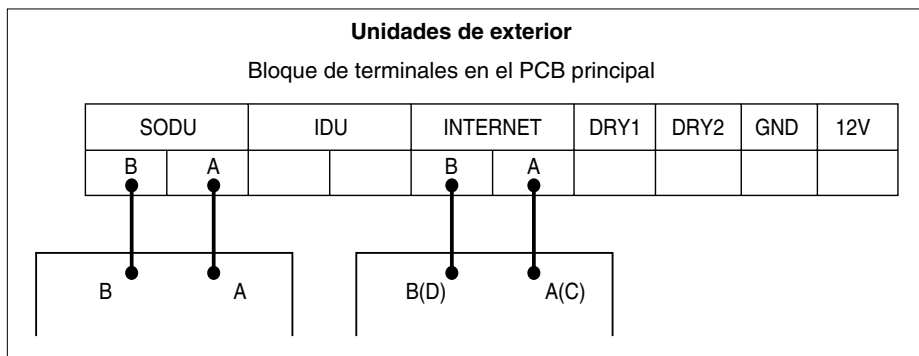 Unidades de exterior
Bloque de terminales en el PCB principal
SODU IDU INTERNET DRY1 DRY2 GND 12V
B A B A
B A B(D) A(C)